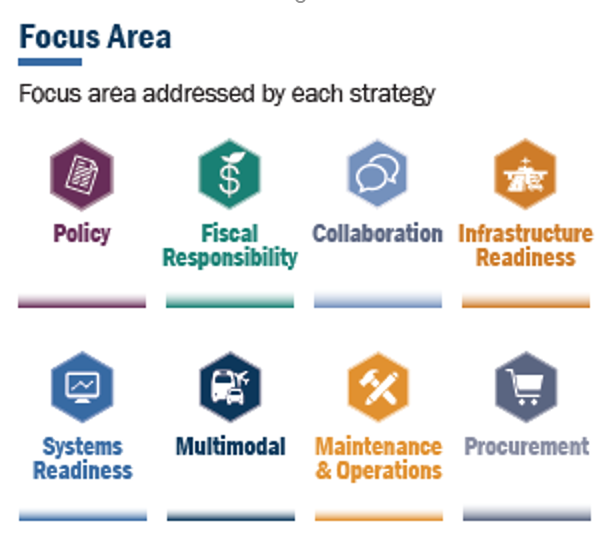 Focus Area
Focus area addressed by each strategy
Policy
Fiscal
Responsibility
Collaboration
Infrastructure
Readiness
Systems
Readiness
Multimodal
Maintenance
& Operations
Procurement